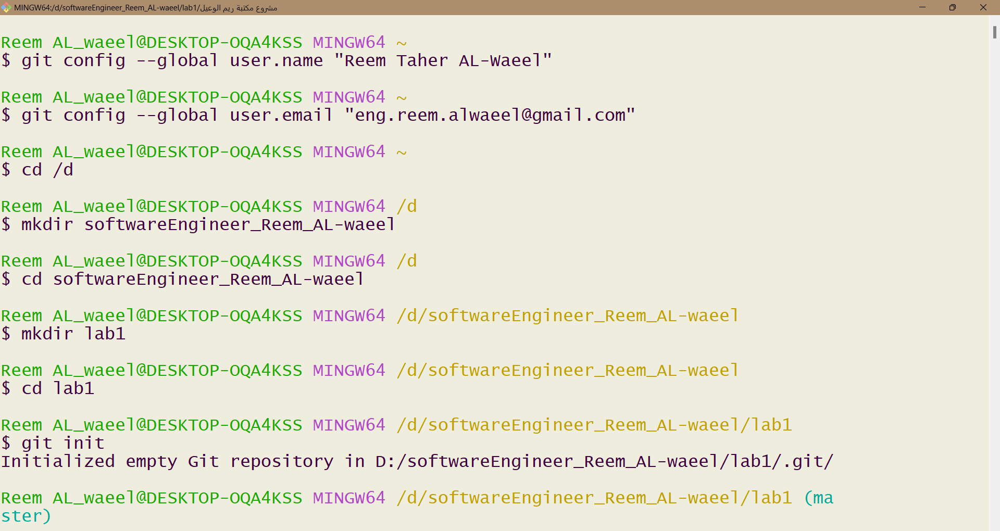 MINGW64:/d/softwareEngineer_Reem_AL-waeel/lab1/مشروع مكتبة ريم الوعيل
Reem AL_waeel@DESKTOP-OQA4KSS MINGW64 ~
$ git config --global user.name "Reem Taher AL-Waeel"
Reem AL_waeel@DESKTOP-OQA4KSS MINGW64 ~
$ git config --global user.email "eng.reem.alwaeel@gmail.com"
Reem AL_waeel@DESKTOP-OQA4KSS MINGW64 ~
$ cd /d
Reem AL_waeel@DESKTOP-OQA4KSS MINGW64 /d
$ mkdir softwareEngineer_Reem_AL-waeel
Reem AL_waeel@DESKTOP-OQA4KSS MINGW64 /d
$ cd softwareEngineer_Reem_AL-waeel
Reem AL_waeel@DESKTOP-OQA4KSS MINGW64 /d/softwareEngineer_Reem_AL-waeel
$ mkdir lab1
Reem AL_waeel@DESKTOP-OQA4KSS MINGW64 /d/softwareEngineer_Reem_AL-waeel
$ cd lab1
Reem AL_waeel@DESKTOP-OQA4KSS MINGW64 /d/softwareEngineer_Reem_AL-waeel/lab1
$ git init
Initialized empty Git repository in D:/softwareEngineer_Reem_AL-waeel/lab1/.git/
Reem AL_waeel@DESKTOP-OQA4KSS MINGW64 /d/softwareEngineer_Reem_AL-waeel/lab1 (ma
ster)